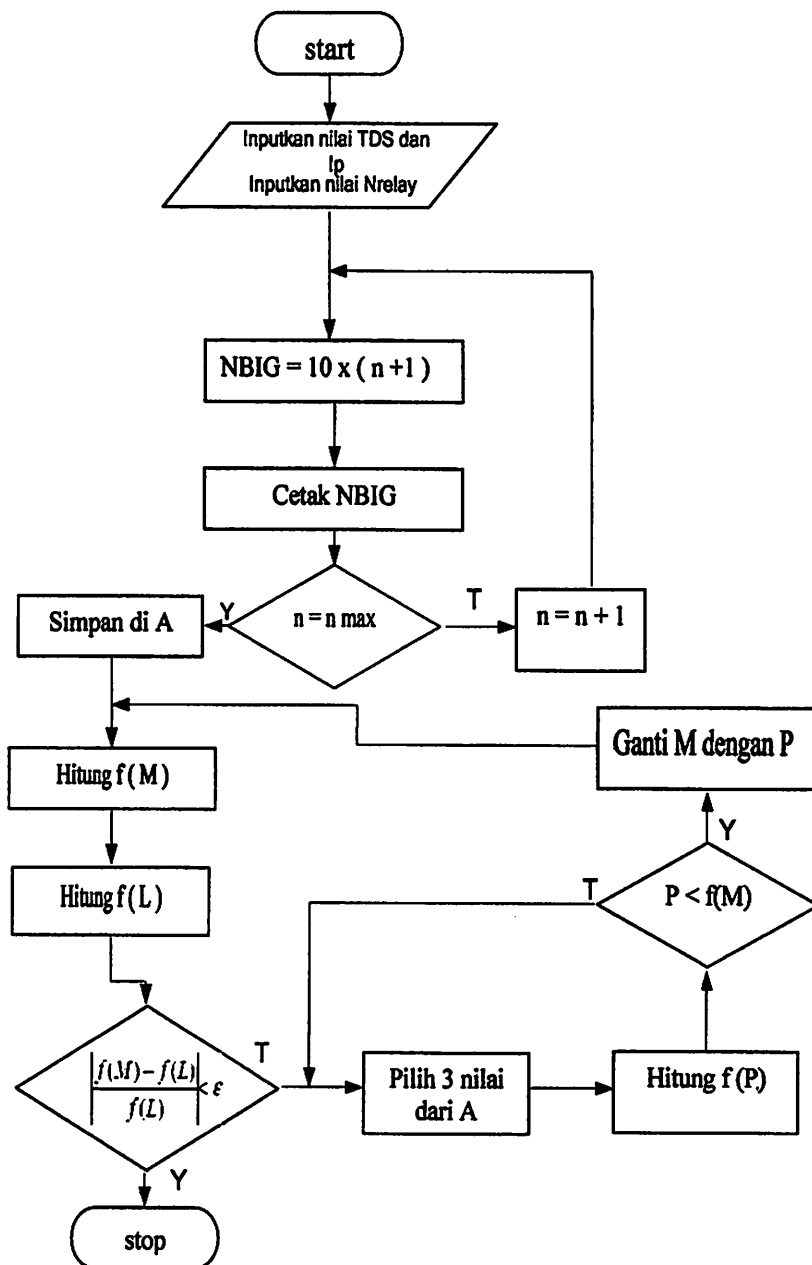 start
Inputkan nilai TDS dan
Ip
Inputkan nilai Nrelay
NBIG = 10 x ( n +1 )
Cetak NBIG
n = n max
Y
T
Simpan di A
n = n + 1
Ganti M dengan P
Hitung f ( M )
Y
Hitung f ( L )
T
P < f(M)
|f(M) − f(L) / f(L)| < ε
T
Pilih 3 nilai
dari A
Hitung f (P)
Y
stop